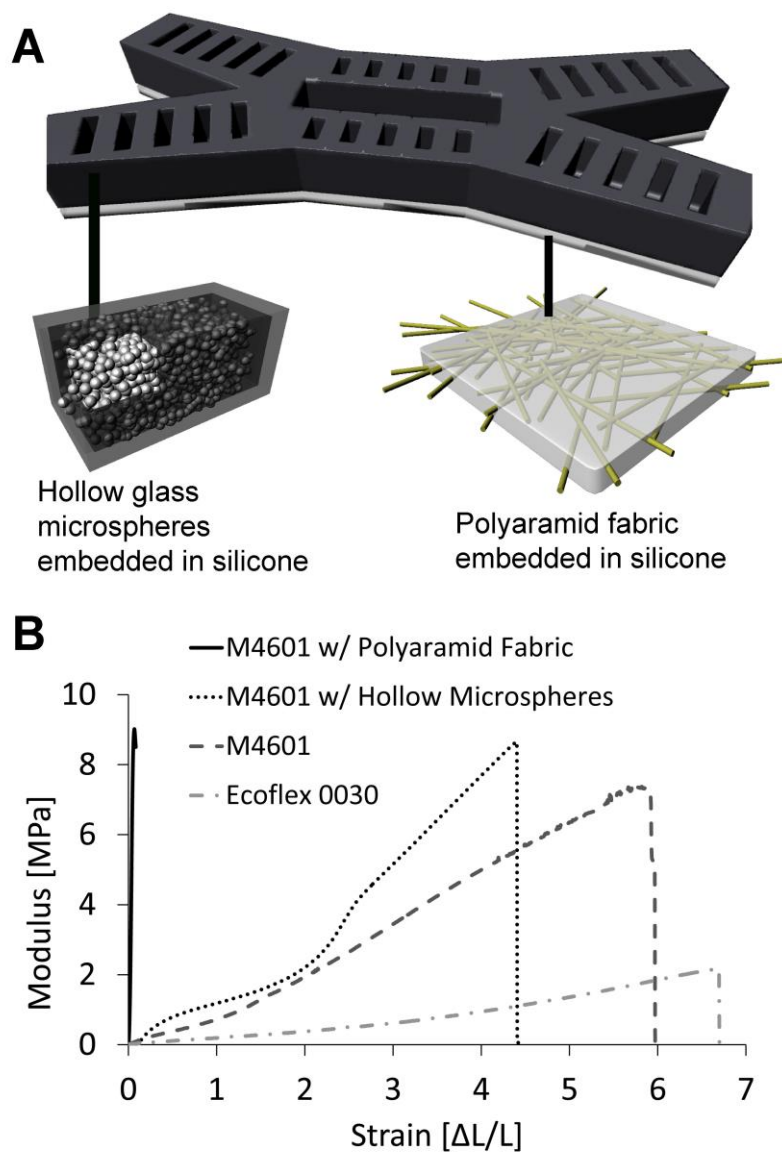 A
Hollow glass
microspheres
embedded in silicone
Polyaramid fabric
embedded in silicone
B
M4601 w/ Polyaramid Fabric
M4601 w/ Hollow Microspheres
M4601
Ecoflex 0030
Modulus [MPa]
10
8
6
4
2
0
0 1 2 3 4 5 6 7
Strain [ΔL/L]